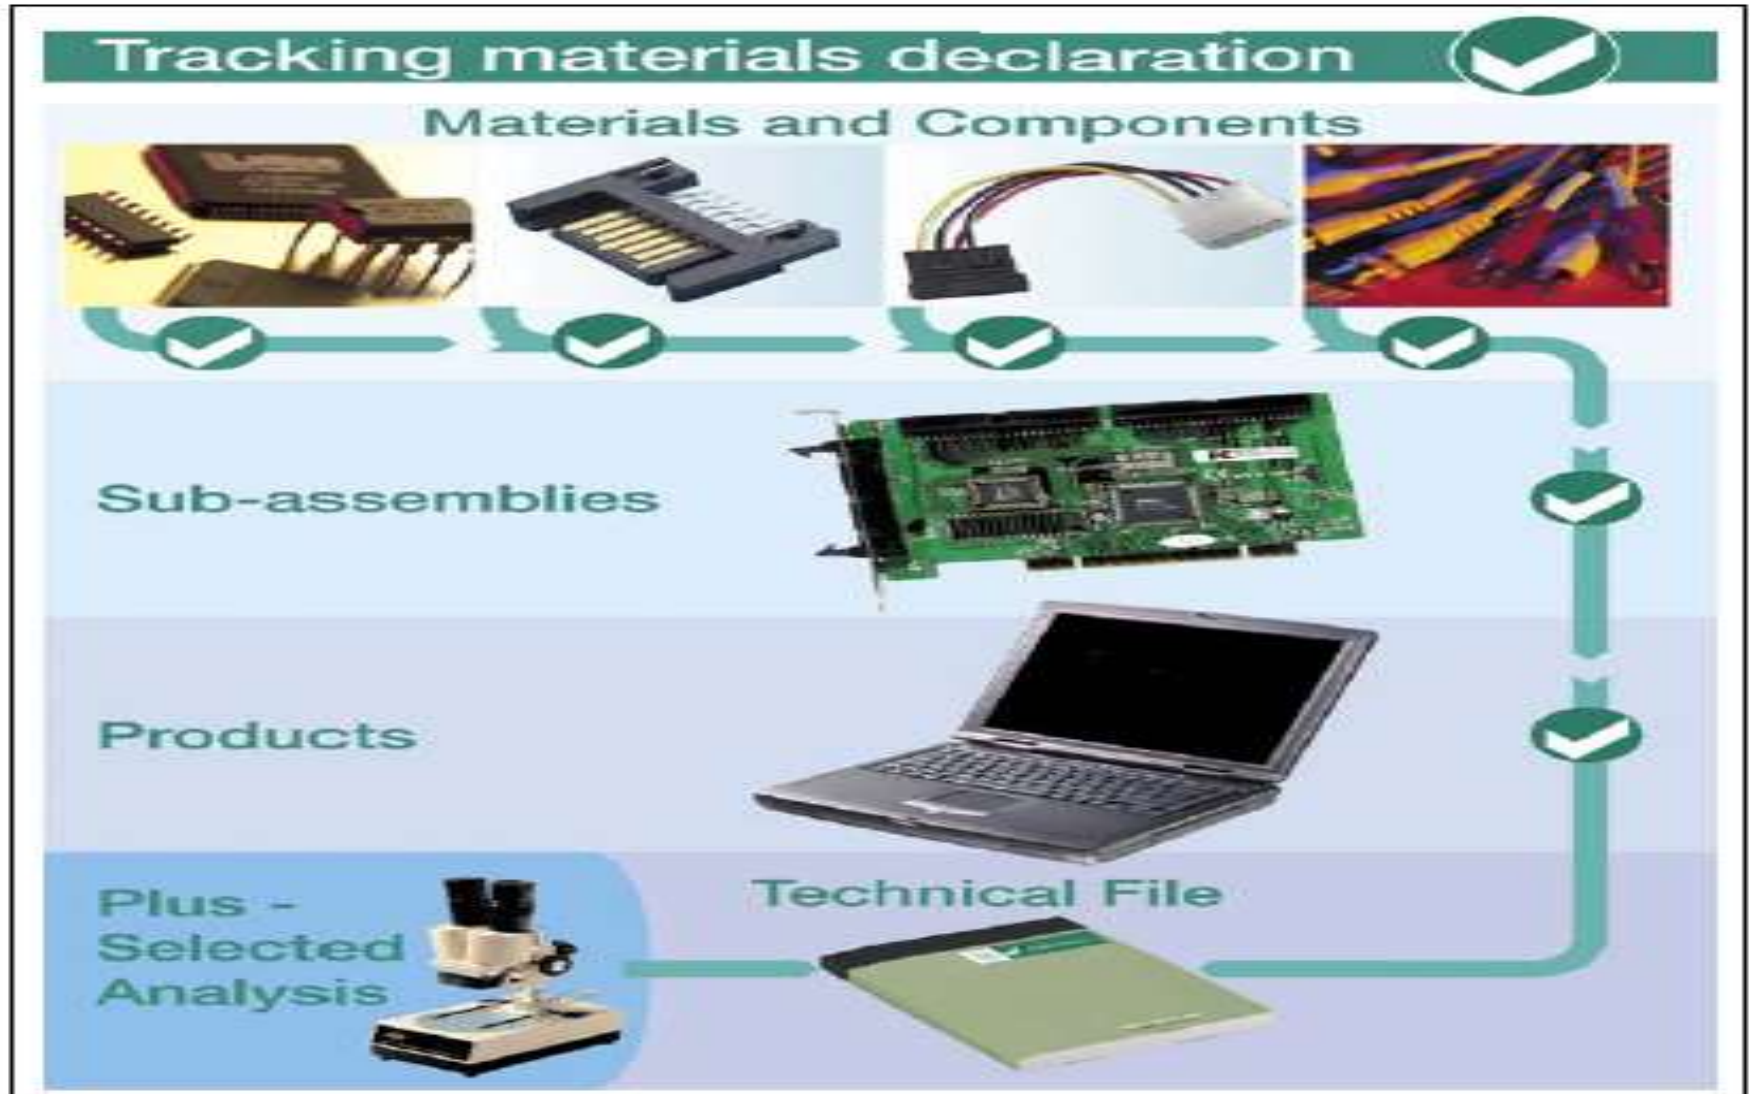 Tracking materials declaration
Materials and Components
Sub-assemblies
Products
Plus -
Selected
Analysis
Technical File